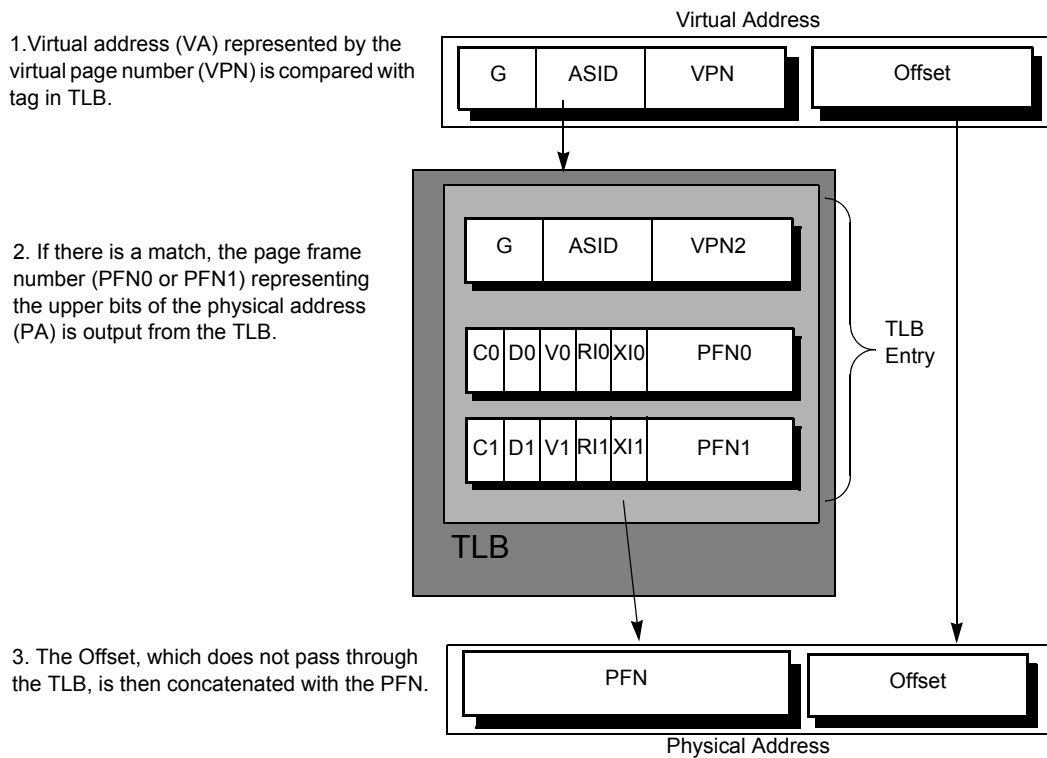 Virtual Address
1.Virtual address (VA) represented by the
virtual page number (VPN) is compared with
tag in TLB.
G ASID VPN Offset
2. If there is a match, the page frame
number (PFN0 or PFN1) representing
the upper bits of the physical address
(PA) is output from the TLB.
G ASID VPN2
C0 D0 V0 RI0 XI0 PFN0
C1 D1 V1 RI1 XI1 PFN1
TLB
Entry
TLB
3. The Offset, which does not pass through
the TLB, is then concatenated with the PFN.
PFN Offset
Physical Address